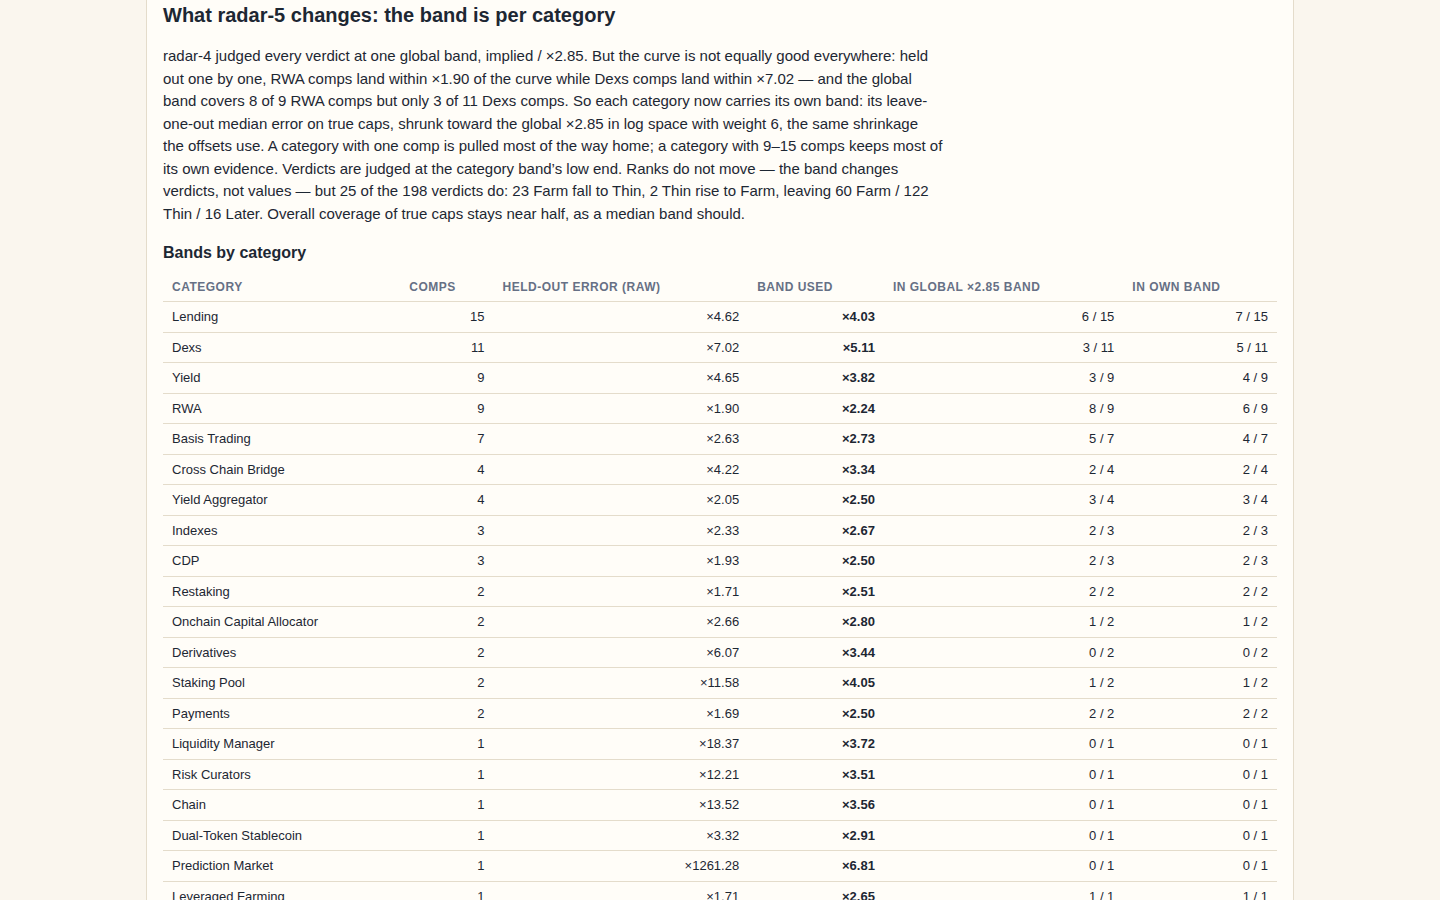 What radar-5 changes: the band is per category
radar-4 judged every verdict at one global band, implied / ×2.85. But the curve is not equally good everywhere: held
out one by one, RWA comps land within ×1.90 of the curve while Dexs comps land within ×7.02 — and the global
band covers 8 of 9 RWA comps but only 3 of 11 Dexs comps. So each category now carries its own band: its leave-
one-out median error on true caps, shrunk toward the global ×2.85 in log space with weight 6, the same shrinkage
the offsets use. A category with one comp is pulled most of the way home; a category with 9–15 comps keeps most of
its own evidence. Verdicts are judged at the category band’s low end. Ranks do not move — the band changes
verdicts, not values — but 25 of the 198 verdicts do: 23 Farm fall to Thin, 2 Thin rise to Farm, leaving 60 Farm / 122
Thin / 16 Later. Overall coverage of true caps stays near half, as a median band should.
Bands by category
CATEGORY COMPS HELD-OUT ERROR (RAW) BAND USED IN GLOBAL ×2.85 BAND IN OWN BAND
Lending 15 ×4.62 ×4.03 6 / 15 7 / 15
Dexs 11 ×7.02 ×5.11 3 / 11 5 / 11
Yield 9 ×4.65 ×3.82 3 / 9 4 / 9
RWA 9 ×1.90 ×2.24 8 / 9 6 / 9
Basis Trading 7 ×2.63 ×2.73 5 / 7 4 / 7
Cross Chain Bridge 4 ×4.22 ×3.34 2 / 4 2 / 4
Yield Aggregator 4 ×2.05 ×2.50 3 / 4 3 / 4
Indexes 3 ×2.33 ×2.67 2 / 3 2 / 3
CDP 3 ×1.93 ×2.50 2 / 3 2 / 3
Restaking 2 ×1.71 ×2.51 2 / 2 2 / 2
Onchain Capital Allocator 2 ×2.66 ×2.80 1 / 2 1 / 2
Derivatives 2 ×6.07 ×3.44 0 / 2 0 / 2
Staking Pool 2 ×11.58 ×4.05 1 / 2 1 / 2
Payments 2 ×1.69 ×2.50 2 / 2 2 / 2
Liquidity Manager 1 ×18.37 ×3.72 0 / 1 0 / 1
Risk Curators 1 ×12.21 ×3.51 0 / 1 0 / 1
Chain 1 ×13.52 ×3.56 0 / 1 0 / 1
Dual-Token Stablecoin 1 ×3.32 ×2.91 0 / 1 0 / 1
Prediction Market 1 ×1261.28 ×6.81 0 / 1 0 / 1
Leveraged Farming 1 ×1.71 ×2.65 1 / 1 1 / 1